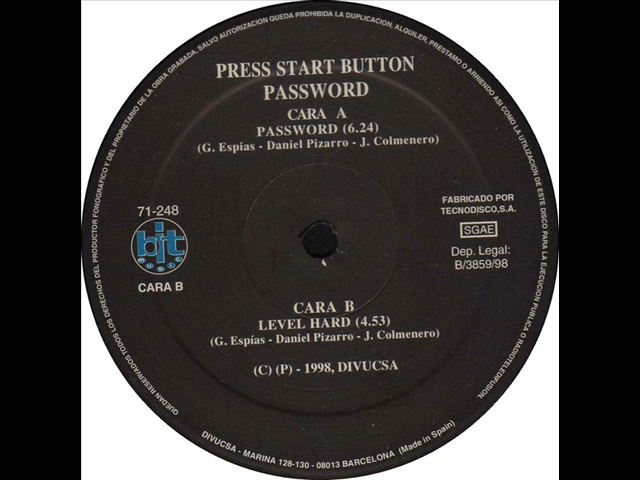 QUEDAN RESERVADOS TODOS LOS DERECHOS DEL PRODUCTOR FONOGRAFICO Y DEL PROPIETARIO DE LA OBRA GRABADA, SALVO AUTORIZACION QUEDA PROHIBIDA LA DUPLICACION, ALQUILER, PRESTAMO O ARRIENDO ASI COMO LA UTILIZACION DE ESTE DISCO PARA LA EJECUCION PUBLICA O RADIOTELEDIFUSION.
PRESS START BUTTON
PASSWORD
CARA A
PASSWORD (6.24)
(G. Espias - Daniel Pizarro - J. Colmenero)
71-248
bit
MUSIC
CARA B
FABRICADO POR
TECNODISCO,S.A.
SGAE
Dep. Legal:
B/3859/98
CARA B
LEVEL HARD (4.53)
(G. Espías - Daniel Pizarro - J. Colmenero)
(C) (P) - 1998, DIVUCSA
DIVUCSA - MARINA 128-130 - 08013 BARCELONA (Made in Spain)